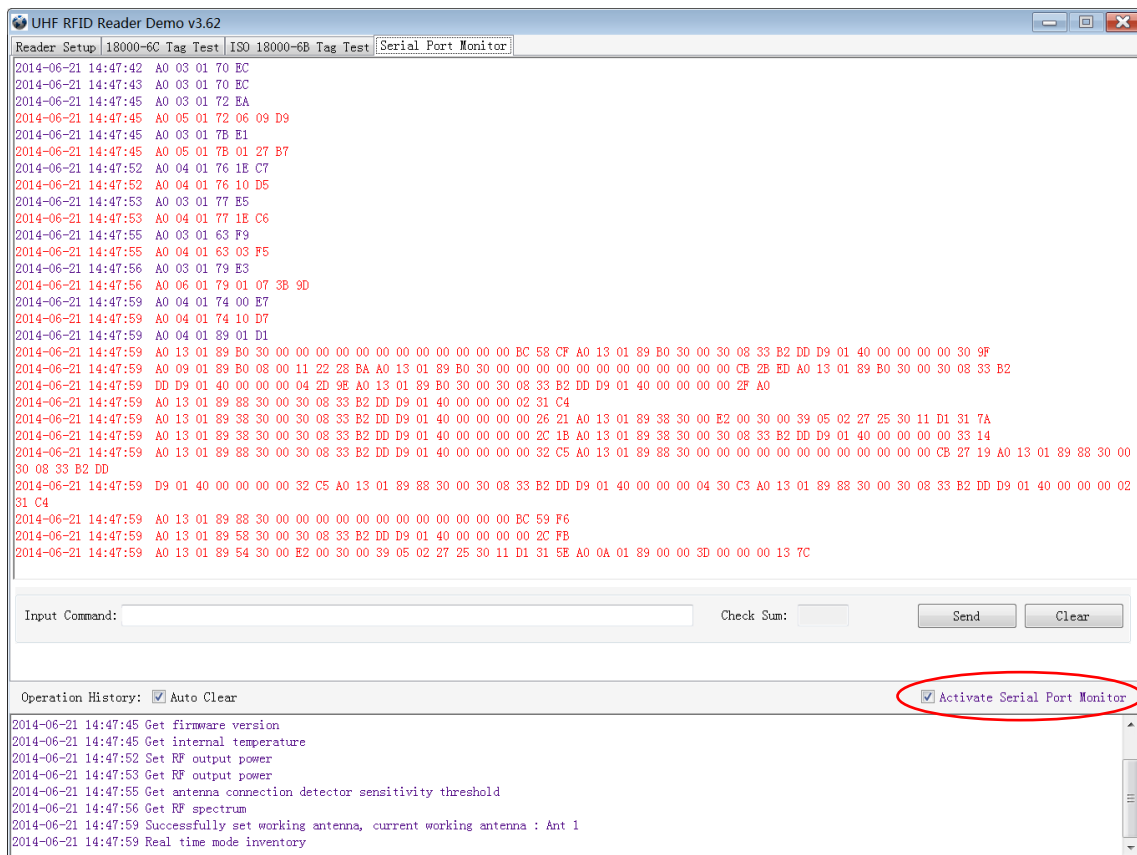 UHF RFID Reader Demo v3.62
Reader Setup 18000-6C Tag Test ISO 18000-6B Tag Test Serial Port Monitor
2014-06-21 14:47:42 A0 03 01 70 EC
2014-06-21 14:47:43 A0 03 01 70 EC
2014-06-21 14:47:45 A0 03 01 72 EA
2014-06-21 14:47:45 A0 05 01 72 06 09 D9
2014-06-21 14:47:45 A0 03 01 7B E1
2014-06-21 14:47:45 A0 05 01 7B 01 27 B7
2014-06-21 14:47:52 A0 04 01 76 1E C7
2014-06-21 14:47:52 A0 04 01 76 10 D5
2014-06-21 14:47:53 A0 03 01 77 E5
2014-06-21 14:47:53 A0 04 01 77 1E C6
2014-06-21 14:47:55 A0 03 01 63 F9
2014-06-21 14:47:55 A0 04 01 63 03 F5
2014-06-21 14:47:56 A0 03 01 79 E3
2014-06-21 14:47:56 A0 06 01 79 01 07 3B 9D
2014-06-21 14:47:59 A0 04 01 74 00 E7
2014-06-21 14:47:59 A0 04 01 74 10 D7
2014-06-21 14:47:59 A0 04 01 89 01 D1
2014-06-21 14:47:59 A0 13 01 89 B0 30 00 00 00 00 00 00 00 00 00 00 00 BC 58 CF A0 13 01 89 B0 30 00 30 08 33 B2 DD D9 01 40 00 00 00 00 30 9F
2014-06-21 14:47:59 A0 09 01 89 B0 08 00 11 22 28 BA A0 13 01 89 B0 30 00 00 00 00 00 00 00 00 00 00 00 CB 2B ED A0 13 01 89 B0 30 00 30 08 33 B2
2014-06-21 14:47:59 DD D9 01 40 00 00 00 04 2D 9E A0 13 01 89 B0 30 00 30 08 33 B2 DD D9 01 40 00 00 00 00 2F A0
2014-06-21 14:47:59 A0 13 01 89 88 30 00 30 08 33 B2 DD D9 01 40 00 00 00 02 31 C4
2014-06-21 14:47:59 A0 13 01 89 38 30 00 30 08 33 B2 DD D9 01 40 00 00 00 00 26 21 A0 13 01 89 38 30 00 E2 00 30 00 39 05 02 27 25 30 11 D1 31 7A
2014-06-21 14:47:59 A0 13 01 89 38 30 00 30 08 33 B2 DD D9 01 40 00 00 00 00 2C 1B A0 13 01 89 38 30 00 30 08 33 B2 DD D9 01 40 00 00 00 00 33 14
2014-06-21 14:47:59 A0 13 01 89 88 30 00 30 08 33 B2 DD D9 01 40 00 00 00 00 32 C5 A0 13 01 89 88 30 00 00 00 00 00 00 00 00 00 00 00 CB 27 19 A0 13 01 89 88 30 00
30 08 33 B2 DD
2014-06-21 14:47:59 D9 01 40 00 00 00 00 32 C5 A0 13 01 89 88 30 00 30 08 33 B2 DD D9 01 40 00 00 00 04 30 C3 A0 13 01 89 88 30 00 30 08 33 B2 DD D9 01 40 00 00 00 02
31 C4
2014-06-21 14:47:59 A0 13 01 89 88 30 00 00 00 00 00 00 00 00 00 00 00 BC 59 F6
2014-06-21 14:47:59 A0 13 01 89 58 30 00 30 08 33 B2 DD D9 01 40 00 00 00 00 2C FB
2014-06-21 14:47:59 A0 13 01 89 54 30 00 E2 00 30 00 39 05 02 27 25 30 11 D1 31 5E A0 0A 01 89 00 00 3D 00 00 00 13 7C
Input Command: Check Sum: Send Clear
Operation History: Auto Clear Activate Serial Port Monitor
2014-06-21 14:47:45 Get firmware version
2014-06-21 14:47:45 Get internal temperature
2014-06-21 14:47:52 Set RF output power
2014-06-21 14:47:53 Get RF output power
2014-06-21 14:47:55 Get antenna connection detector sensitivity threshold
2014-06-21 14:47:56 Get RF spectrum
2014-06-21 14:47:59 Successfully set working antenna, current working antenna : Ant 1
2014-06-21 14:47:59 Real time mode inventory